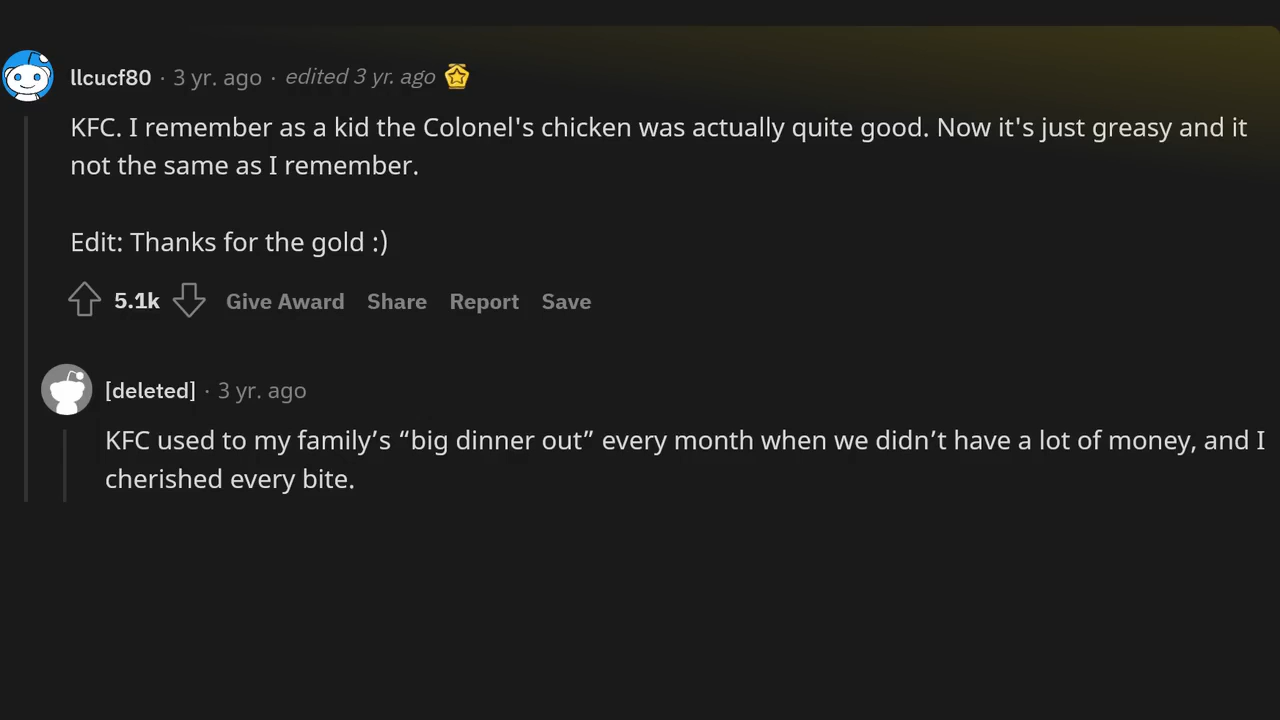 llcucf80 · 3 yr. ago · edited 3 yr. ago
KFC. I remember as a kid the Colonel's chicken was actually quite good. Now it's just greasy and it
not the same as I remember.
Edit: Thanks for the gold :)
5.1k Give Award Share Report Save
[deleted] · 3 yr. ago
KFC used to my family’s “big dinner out” every month when we didn’t have a lot of money, and I
cherished every bite.